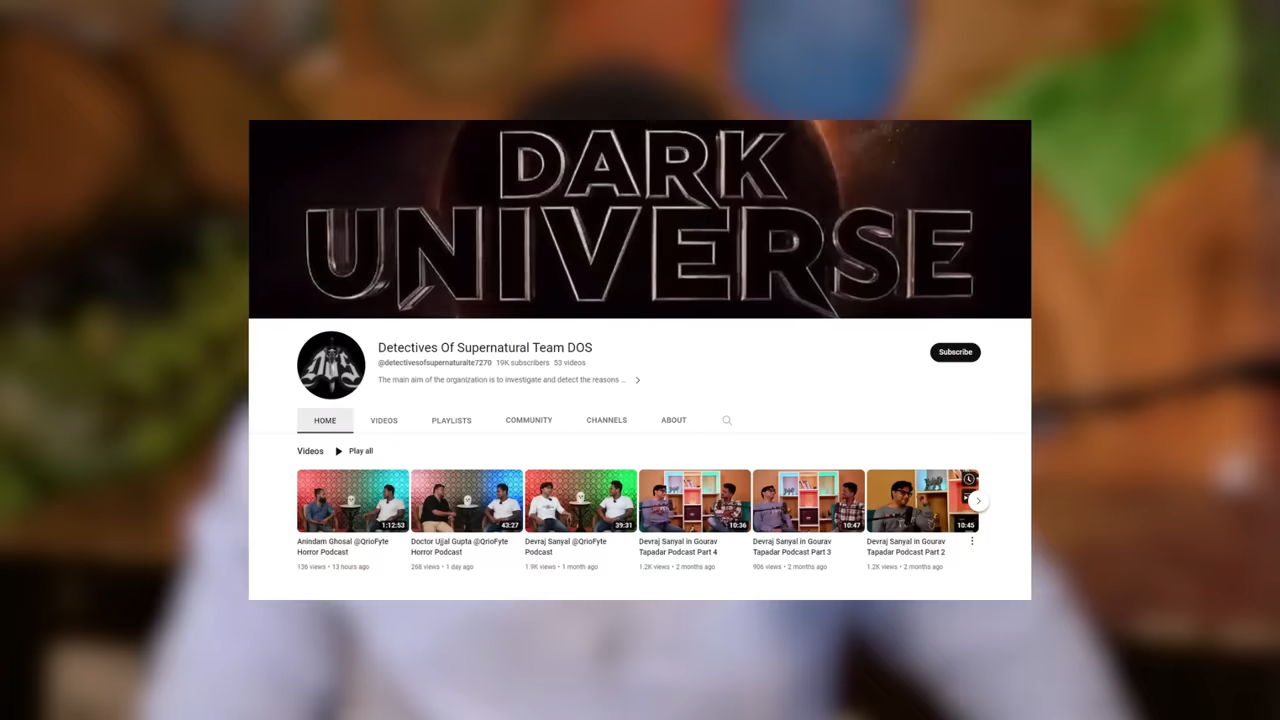 DARK
UNIVERSE
Detectives Of Supernatural Team DOS
@detectivesofsupernaturalte7270 19K subscribers 53 videos
The main aim of the organization is to investigate and detect the reasons ...
Subscribe
HOME VIDEOS PLAYLISTS COMMUNITY CHANNELS ABOUT
Videos Play all
1:12:53 43:27 39:31 10:36 10:47 10:45
Anindam Ghosal @QrioFyte
Horror Podcast
136 views • 13 hours ago
Doctor Ujjal Gupta @QrioFyte
Horror Podcast
268 views • 1 day ago
Devraj Sanyal @QrioFyte
Podcast
1.9K views • 1 month ago
Devraj Sanyal in Gourav
Tapadar Podcast Part 4
1.2K views • 2 months ago
Devraj Sanyal in Gourav
Tapadar Podcast Part 3
906 views • 2 months ago
Devraj Sanyal in Gourav
Tapadar Podcast Part 2
1.2K views • 2 months ago